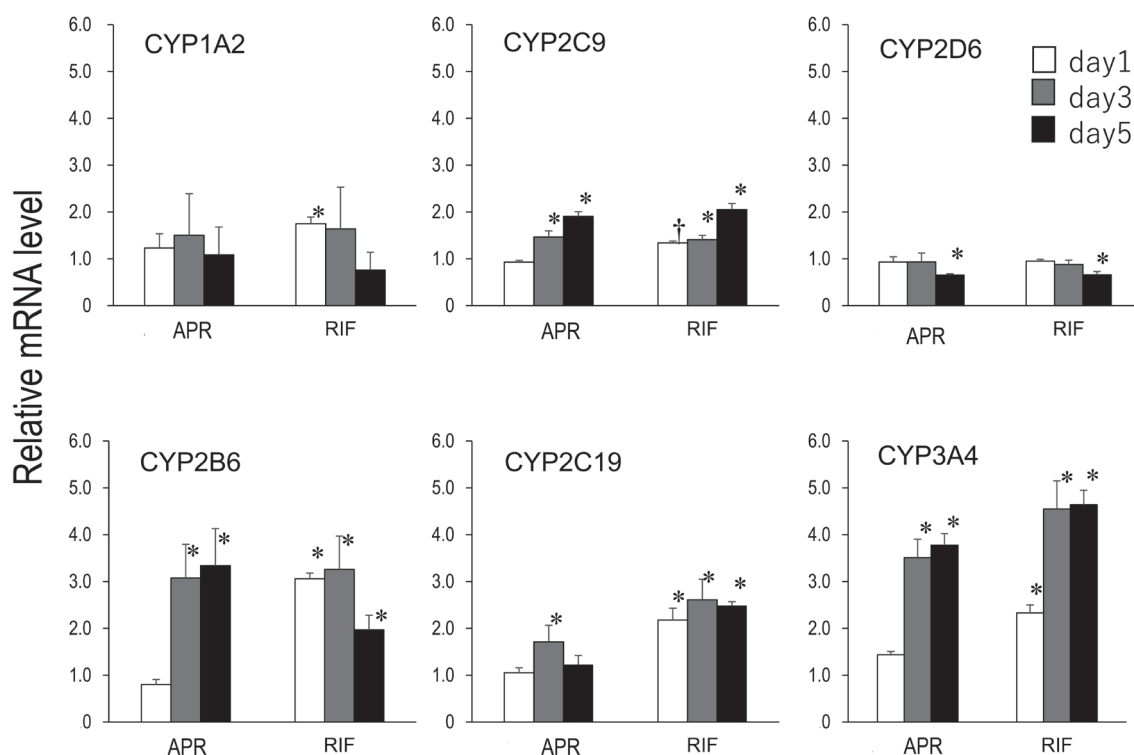 Relative mRNA level
CYP1A2
6.0
5.0
4.0
3.0
2.0
1.0
0
*
APR
RIF
CYP2C9
6.0
5.0
4.0
3.0
2.0
1.0
0
* * † * *
APR
RIF
CYP2D6
6.0
5.0
4.0
3.0
2.0
1.0
0
* *
APR
RIF
day1
day3
day5
CYP2B6
6.0
5.0
4.0
3.0
2.0
1.0
0
* * * * *
APR
RIF
CYP2C19
6.0
5.0
4.0
3.0
2.0
1.0
0
* * * *
APR
RIF
CYP3A4
6.0
5.0
4.0
3.0
2.0
1.0
0
* * * * *
APR
RIF